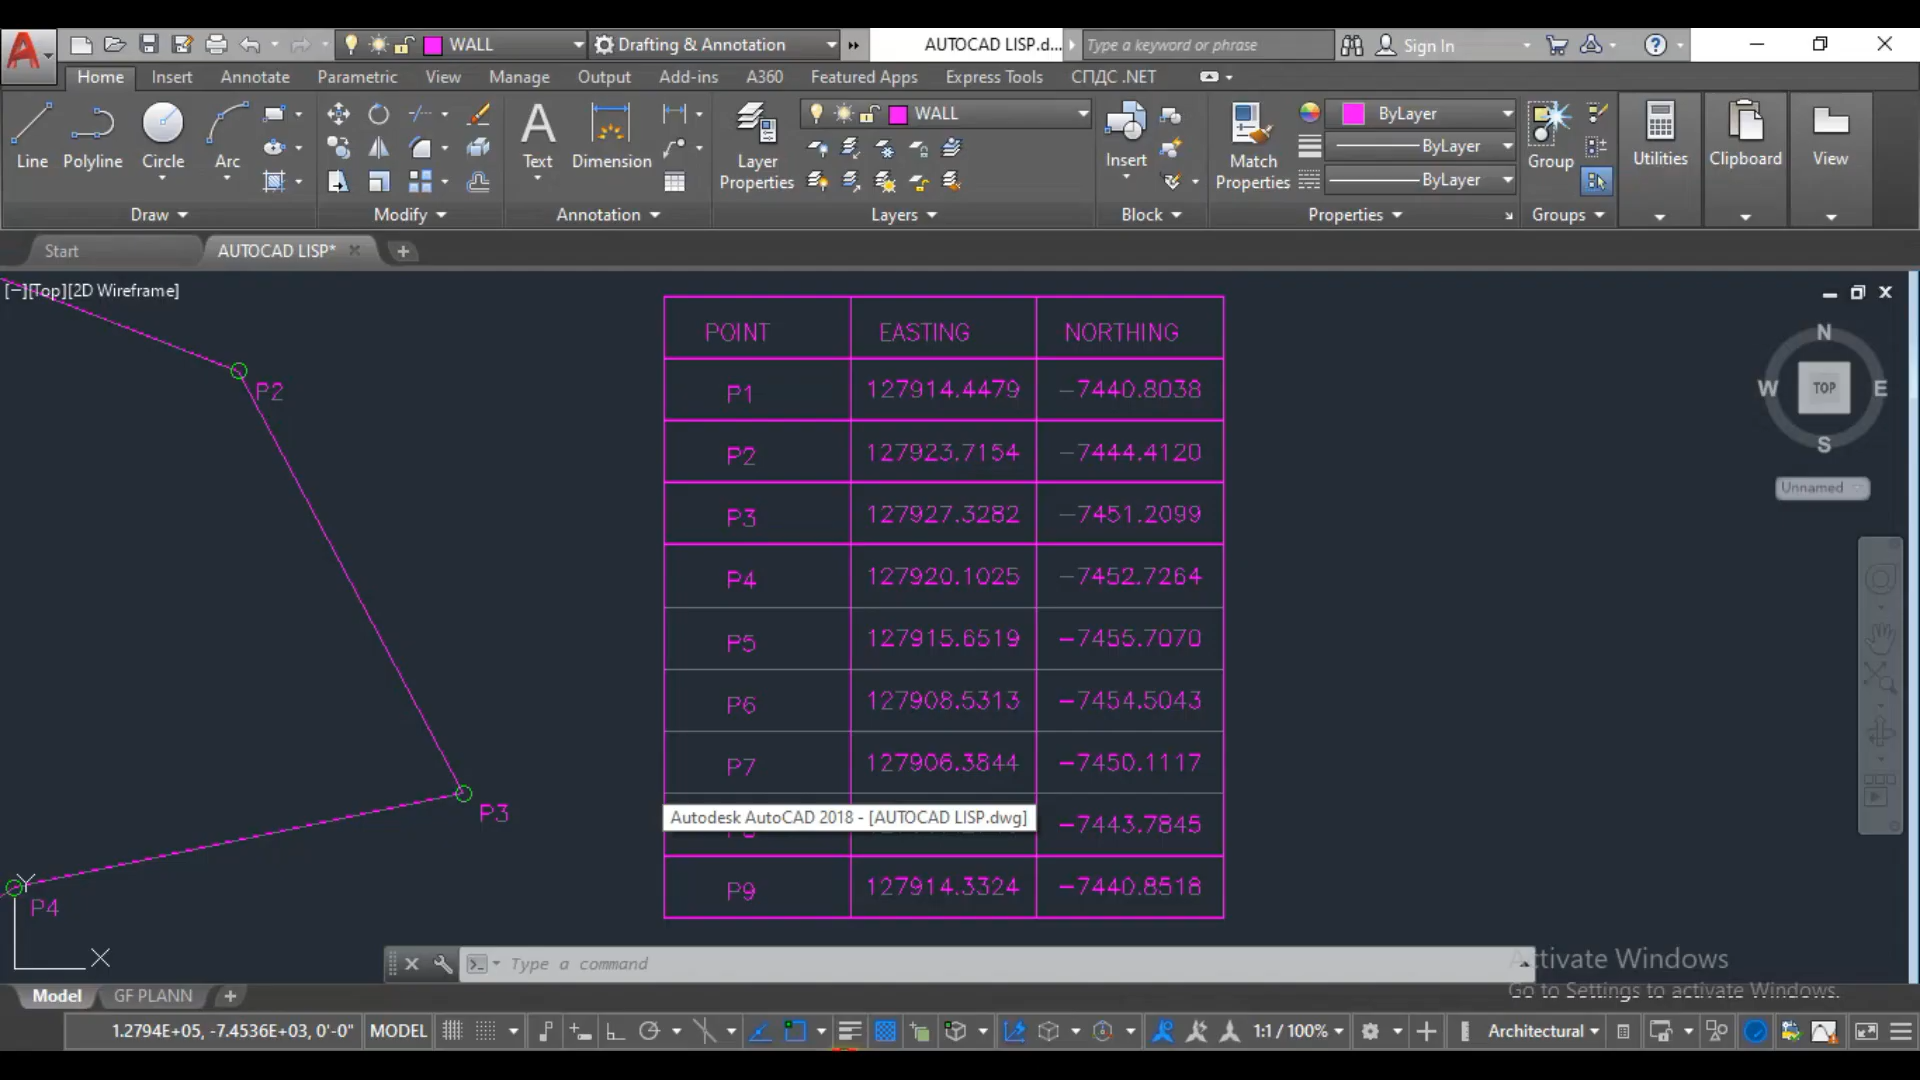 WALL
Drafting & Annotation
AUTOCAD LISP.d...
Type a keyword or phrase
Sign In
Home
Insert
Annotate
Parametric
View
Manage
Output
Add-ins
A360
Featured Apps
Express Tools
СПДС .NET
Line
Polyline
Circle
Arc
Text
Dimension
Layer
Properties
WALL
Insert
Match
Properties
ByLayer
ByLayer
ByLayer
Group
Utilities
Clipboard
View
Draw
Modify
Annotation
Layers
Block
Properties
Groups
Start
AUTOCAD LISP*
[−][Top][2D Wireframe]
N
W
TOP
E
S
Unnamed
P2
P3
P4
Y
X
POINT EASTING NORTHING
P1 127914.4479 -7440.8038
P2 127923.7154 -7444.4120
P3 127927.3282 -7451.2099
P4 127920.1025 -7452.7264
P5 127915.6519 -7455.7070
P6 127908.5313 -7454.5043
P7 127906.3844 -7450.1117
Autodesk AutoCAD 2018 - [AUTOCAD LISP.dwg]
-7443.7845
P9 127914.3324 -7440.8518
Type a command
Activate Windows
Go to Settings to activate Windows.
Model
GF PLANN
1.2794E+05, -7.4536E+03, 0'-0"
MODEL
1:1 / 100%
Architectural